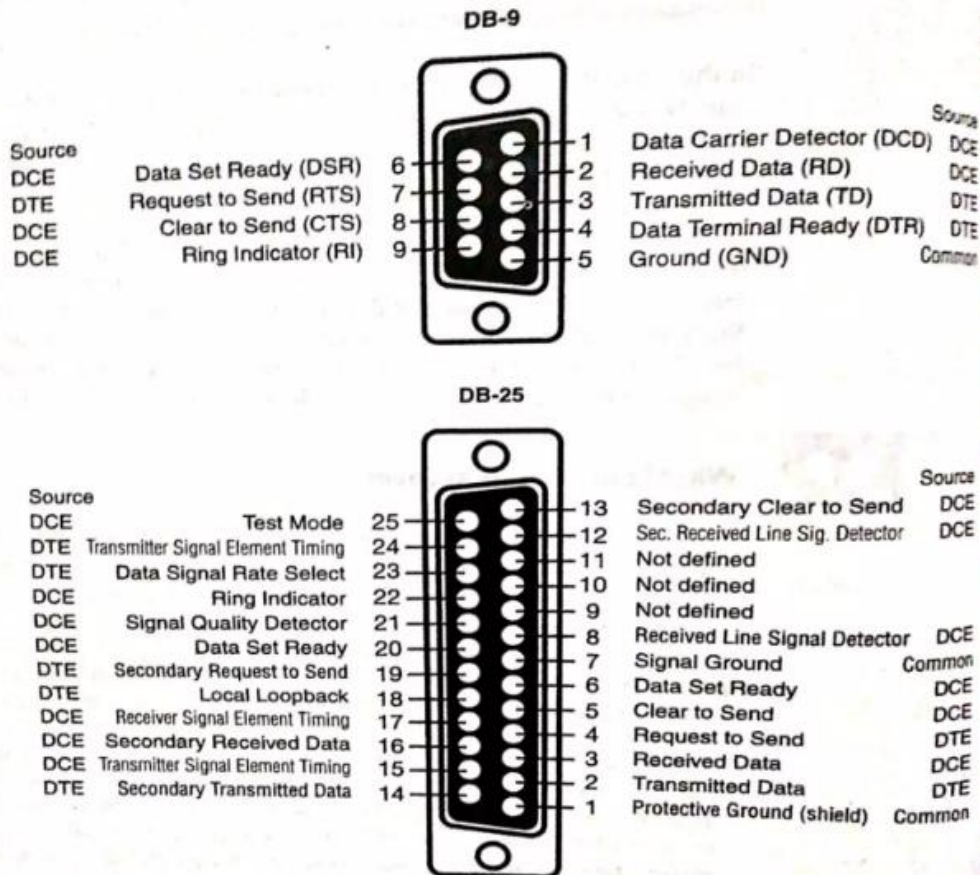 DB-9
Source
DCE Data Set Ready (DSR) 6
DTE Request to Send (RTS) 7
DCE Clear to Send (CTS) 8
DCE Ring Indicator (RI) 9
Source
1 Data Carrier Detector (DCD) DCE
2 Received Data (RD) DCE
3 Transmitted Data (TD) DTE
4 Data Terminal Ready (DTR) DTE
5 Ground (GND) Common
DB-25
Source
DCE Test Mode 25
DTE Transmitter Signal Element Timing 24
DTE Data Signal Rate Select 23
DCE Ring Indicator 22
DCE Signal Quality Detector 21
DCE Data Set Ready 20
DTE Secondary Request to Send 19
DTE Local Loopback 18
DCE Receiver Signal Element Timing 17
DCE Secondary Received Data 16
DCE Transmitter Signal Element Timing 15
DTE Secondary Transmitted Data 14
Source
13 Secondary Clear to Send DCE
12 Sec. Received Line Sig. Detector DCE
11 Not defined
10 Not defined
9 Not defined
8 Received Line Signal Detector DCE
7 Signal Ground Common
6 Data Set Ready DCE
5 Clear to Send DCE
4 Request to Send DTE
3 Received Data DCE
2 Transmitted Data DTE
1 Protective Ground (shield) Common